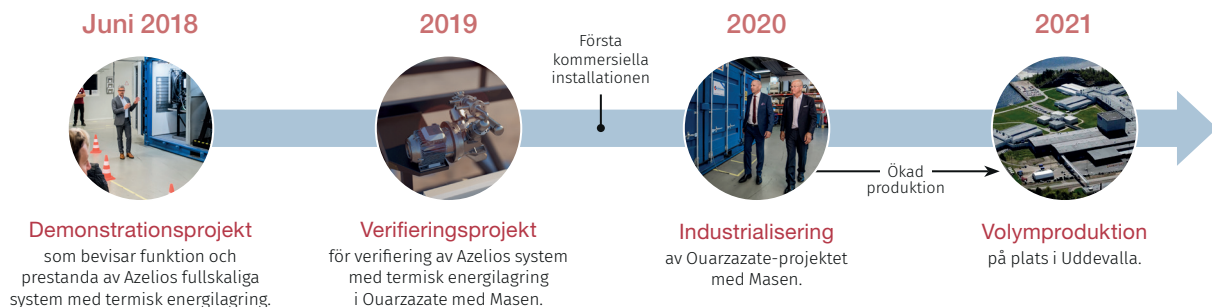 Juni 2018
2019
2020
2021
Första
kommersiella
installationen
Ökad
produktion
Demonstrationsprojekt
som bevisar funktion och
prestanda av Azelios fullskaliga
system med termisk energilagring.
Verifieringsprojekt
för verifiering av Azelios system
med termisk energilagring
i Ouarzazate med Masen.
Industrialisering
av Ouarzazate-projektet
med Masen.
Volymproduktion
på plats i Uddevalla.